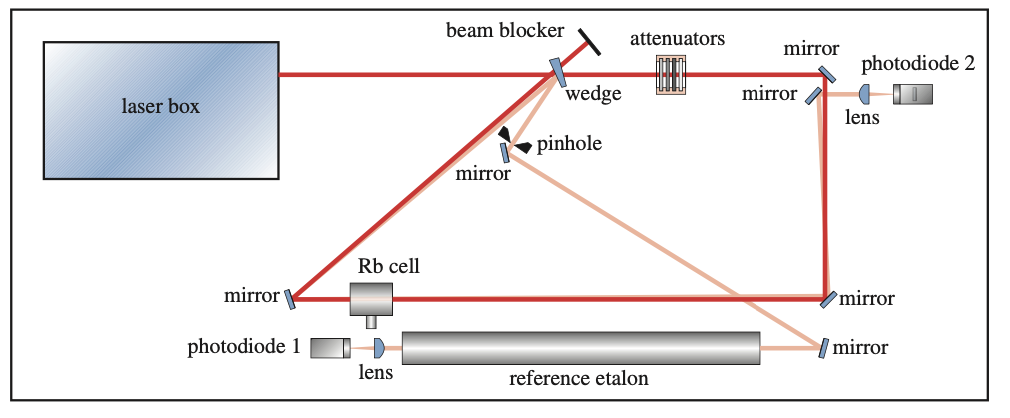 beam blocker
attenuators
mirror
photodiode 2
laser box
wedge
mirror
lens
pinhole
mirror
Rb cell
mirror
mirror
photodiode 1
mirror
lens
reference etalon